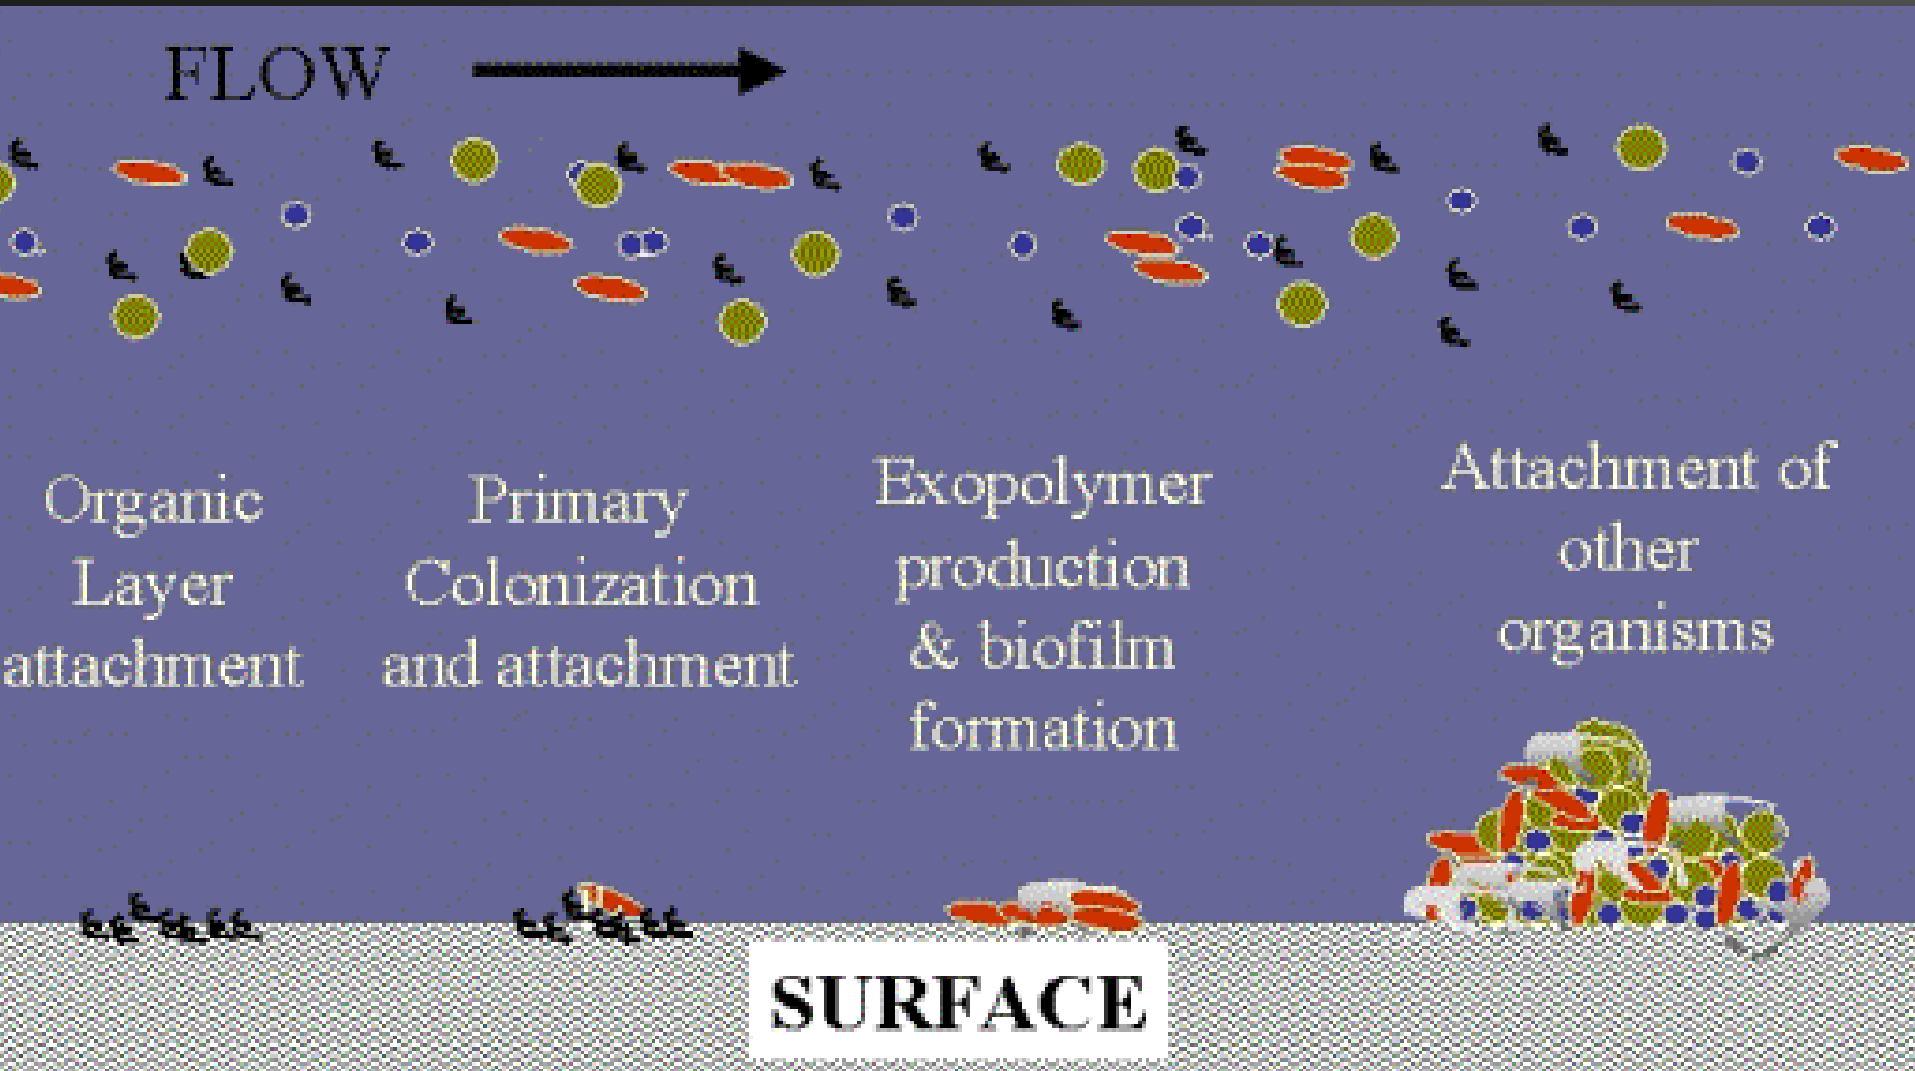 FLOW
Organic
Layer
attachment
Primary
Colonization
and attachment
Exopolymer
production
& biofilm
formation
Attachment of
other
organisms
SURFACE